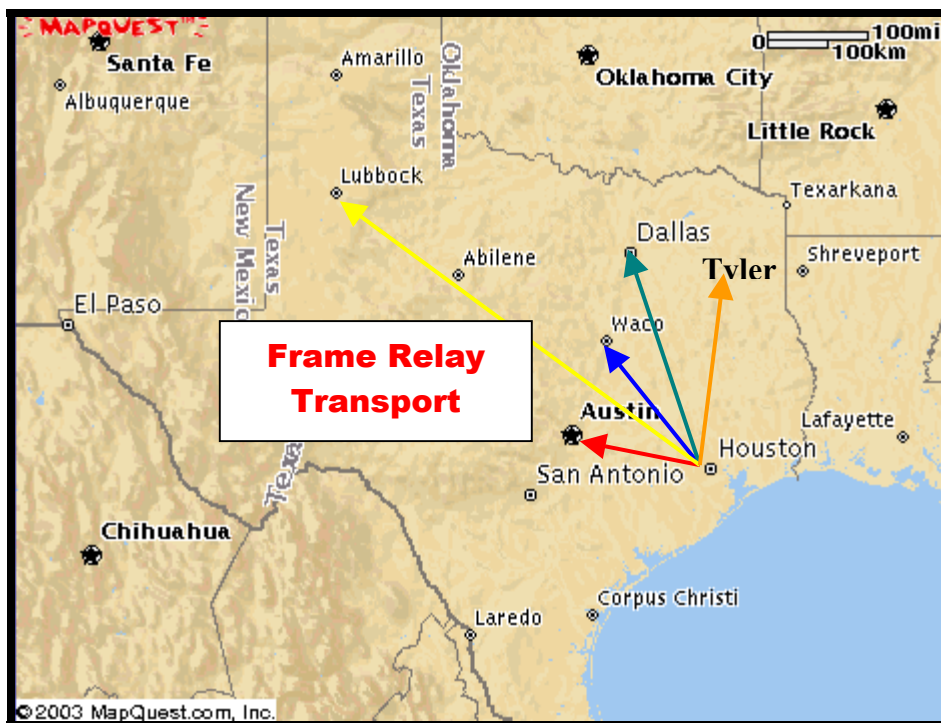 MAPQUEST™
Santa Fe
Albuquerque
Amarillo
Oklahoma
Texas
Oklahoma City
0 100mi
100km
Little Rock
Lubbock
New Mexico
Texas
Texarkana
Dallas
Tyler
Shreveport
Abilene
El Paso
Waco
Frame Relay
Transport
Austin
Lafayette
Houston
San Antonio
Texa
Chihuahua
Corpus Christi
Laredo
©2003 MapQuest.com, Inc.